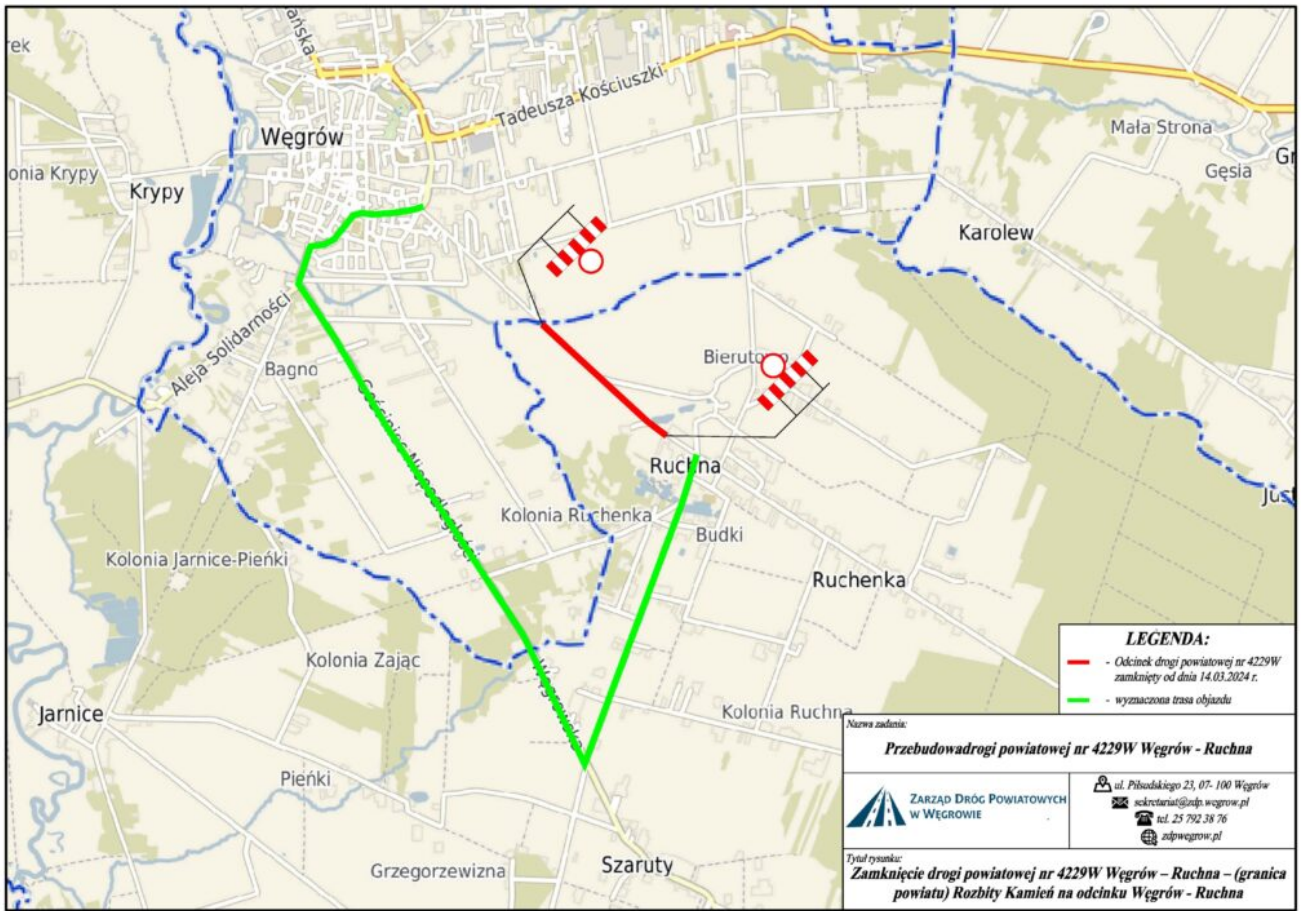 Tadeusza Kościuszki
Węgrów
Mała Strona
Gęsia
Krypy
Karolew
Aleja Solidarności
Bagno
Gościniec Niepodległości
Ruchna
Kolonia Ruchenka
Budki
Kolonia Jarnice-Pieńki
Ruchenka
Kolonia Zając
Węgrowska
Jarnice
Kolonia Ruchna
Pieńki
Grzegorzewizna
Szaruty
LEGENDA:
- Odcinek drogi powiatowej nr 4229W
zamknięty od dnia 14.03.2024 r.
- wyznaczona trasa objazdu
Nazwa zadania:
Przebudowadrogi powiatowej nr 4229W Węgrów - Ruchna
ZARZĄD DRÓG POWIATOWYCH
W WĘGROWIE
ul. Piłsudskiego 23, 07- 100 Węgrów
sekretariat@zdp.wegrow.pl
tel. 25 792 38 76
zdpwegrow.pl
Tytuł rysunku:
Zamknięcie drogi powiatowej nr 4229W Węgrów – Ruchna – (granica
powiatu) Rozbity Kamień na odcinku Węgrów - Ruchna